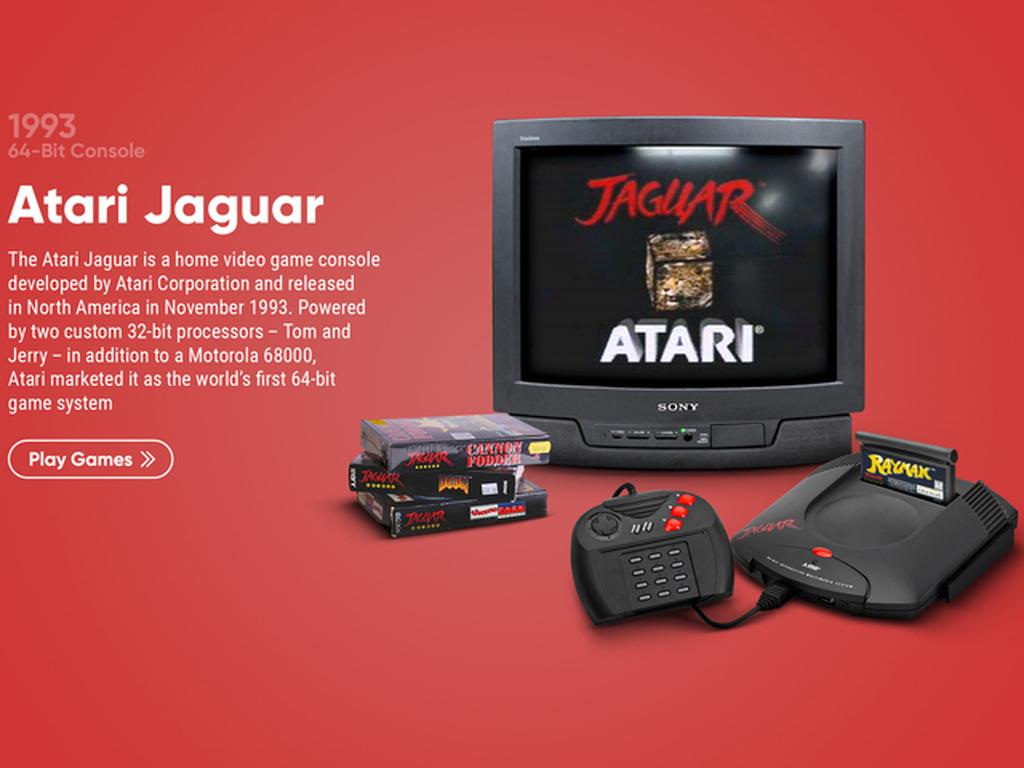 1993
64-Bit Console
Atari Jaguar
The Atari Jaguar is a home video game console
developed by Atari Corporation and released
in North America in November 1993. Powered
by two custom 32-bit processors – Tom and
Jerry – in addition to a Motorola 68000,
Atari marketed it as the world's first 64-bit
game system
Play Games
JAGUAR
ATARI®
SONY
JAGUAR
CANNON
FODDER
JAGUAR
DOOM
JAGUAR
RAYMAN
JAGUAR